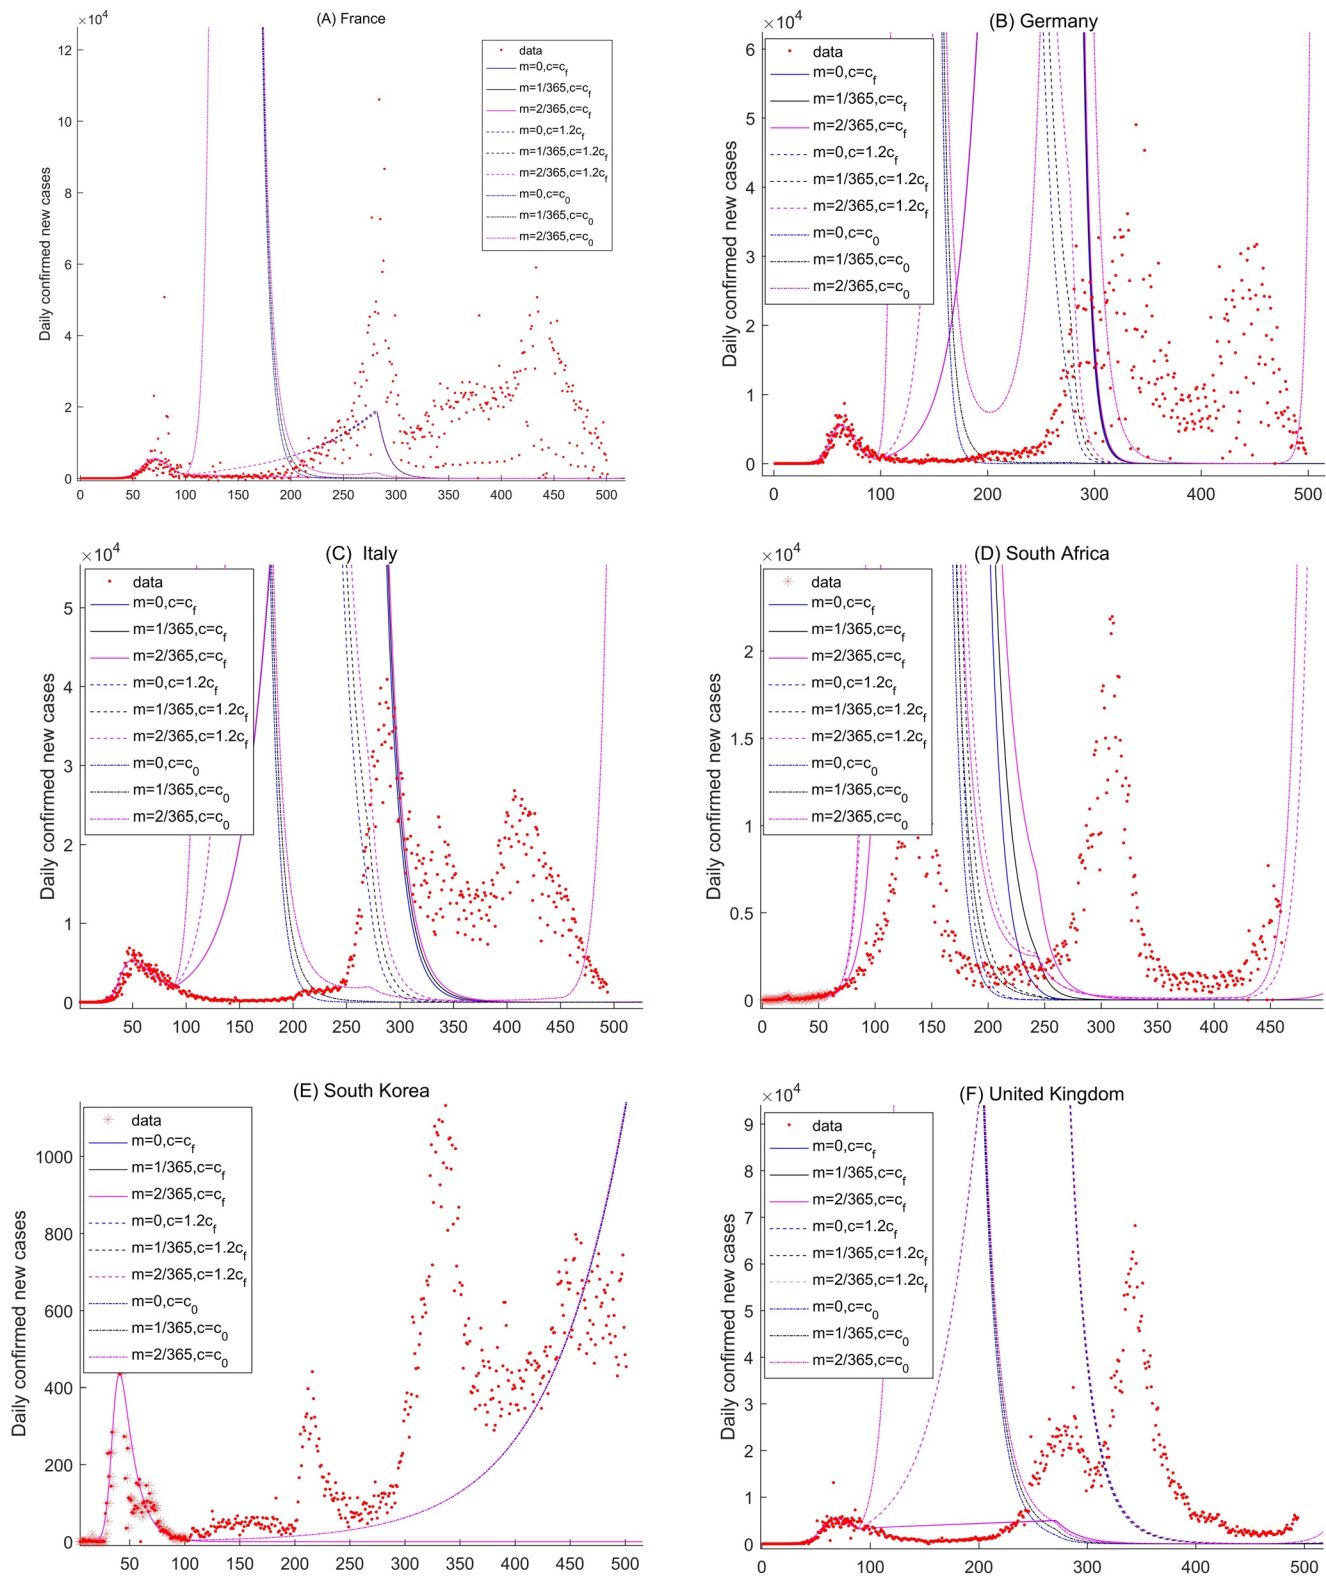 (A) France
×10⁴
12
10
8
6
4
2
0
0 50 100 150 200 250 300 350 400 450 500
Daily confirmed new cases
data
m=0,c=c_f
m=1/365,c=c_f
m=2/365,c=c_f
m=0,c=1.2c_f
m=1/365,c=1.2c_f
m=2/365,c=1.2c_f
m=0,c=c_0
m=1/365,c=c_0
m=2/365,c=c_0
(B) Germany
×10⁴
6
5
4
3
2
1
0
0 100 200 300 400 500
Daily confirmed new cases
data
m=0,c=c_f
m=1/365,c=c_f
m=2/365,c=c_f
m=0,c=1.2c_f
m=1/365,c=1.2c_f
m=2/365,c=1.2c_f
m=0,c=c_0
m=1/365,c=c_0
m=2/365,c=c_0
(C) Italy
×10⁴
5
4
3
2
1
0
50 100 150 200 250 300 350 400 450 500
Daily confirmed new cases
data
m=0,c=c_f
m=1/365,c=c_f
m=2/365,c=c_f
m=0,c=1.2c_f
m=1/365,c=1.2c_f
m=2/365,c=1.2c_f
m=0,c=c_0
m=1/365,c=c_0
m=2/365,c=c_0
(D) South Africa
×10⁴
2
1.5
1
0.5
0
0 50 100 150 200 250 300 350 400 450
Daily confirmed new cases
data
m=0,c=c_f
m=1/365,c=c_f
m=2/365,c=c_f
m=0,c=1.2c_f
m=1/365,c=1.2c_f
m=2/365,c=1.2c_f
m=0,c=c_0
m=1/365,c=c_0
m=2/365,c=c_0
(E) South Korea
1000
800
600
400
200
0
50 100 150 200 250 300 350 400 450 500
Daily confirmed new cases
data
m=0,c=c_f
m=1/365,c=c_f
m=2/365,c=c_f
m=0,c=1.2c_f
m=1/365,c=1.2c_f
m=2/365,c=1.2c_f
m=0,c=c_0
m=1/365,c=c_0
m=2/365,c=c_0
(F) United Kingdom
×10⁴
9
8
7
6
5
4
3
2
1
0
0 100 200 300 400 500
Daily confirmed new cases
data
m=0,c=c_f
m=1/365,c=c_f
m=2/365,c=c_f
m=0,c=1.2c_f
m=1/365,c=1.2c_f
m=2/365,c=1.2c_f
m=0,c=c_0
m=1/365,c=c_0
m=2/365,c=c_0